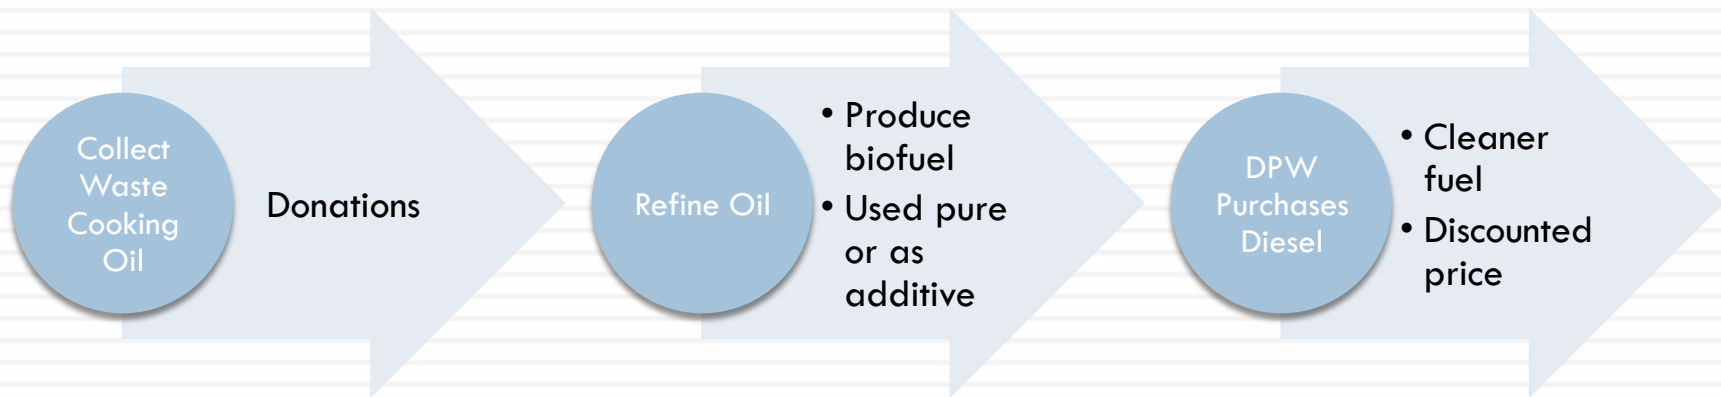 Collect
Waste
Cooking
Oil
Donations
Refine Oil
• Produce
biofuel
• Used pure
or as
additive
DPW
Purchases
Diesel
• Cleaner
fuel
• Discounted
price